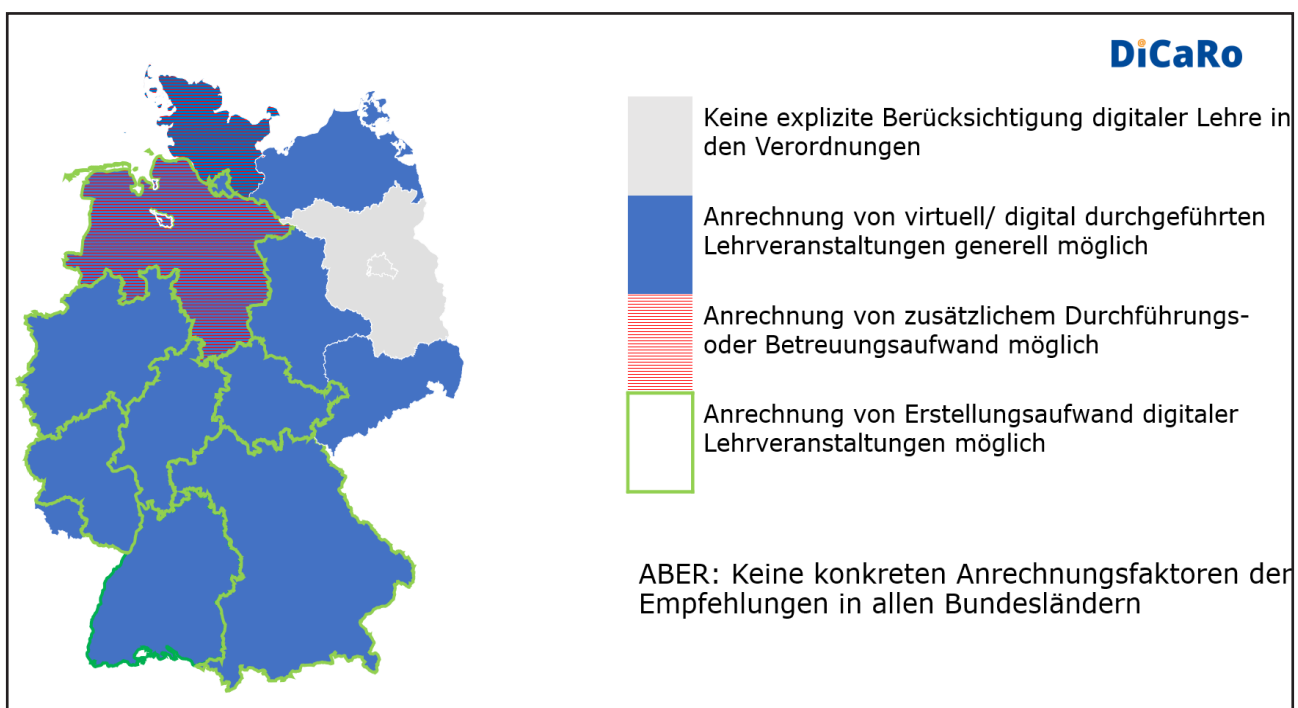 DiCaRo
Keine explizite Berücksichtigung digitaler Lehre in
den Verordnungen
Anrechnung von virtuell/ digital durchgeführten
Lehrveranstaltungen generell möglich
Anrechnung von zusätzlichem Durchführungs-
oder Betreuungsaufwand möglich
Anrechnung von Erstellungsaufwand digitaler
Lehrveranstaltungen möglich
ABER: Keine konkreten Anrechnungsfaktoren oder
Empfehlungen in allen Bundesländern